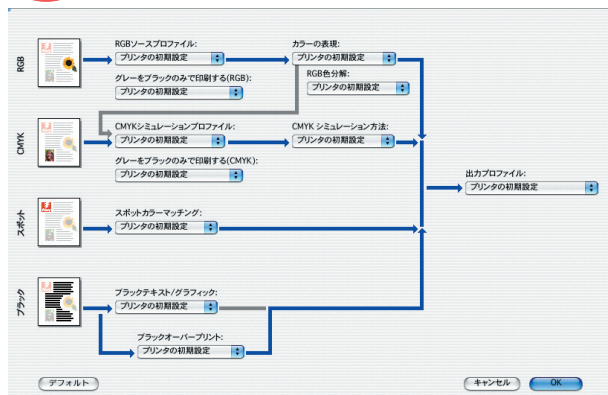 RGB
RGBソースプロファイル:
プリンタの初期設定
カラーの表現:
プリンタの初期設定
グレーをブラックのみで印刷する(RGB):
プリンタの初期設定
RGB色分解:
プリンタの初期設定
CMYK
CMYKシミュレーションプロファイル:
プリンタの初期設定
CMYK シミュレーション方法:
プリンタの初期設定
グレーをブラックのみで印刷する(CMYK):
プリンタの初期設定
出力プロファイル:
プリンタの初期設定
スポット
スポットカラーマッチング:
プリンタの初期設定
ブラック
ブラックテキスト/グラフィック:
プリンタの初期設定
ブラックオーバープリント:
プリンタの初期設定
デフォルト
キャンセル
OK